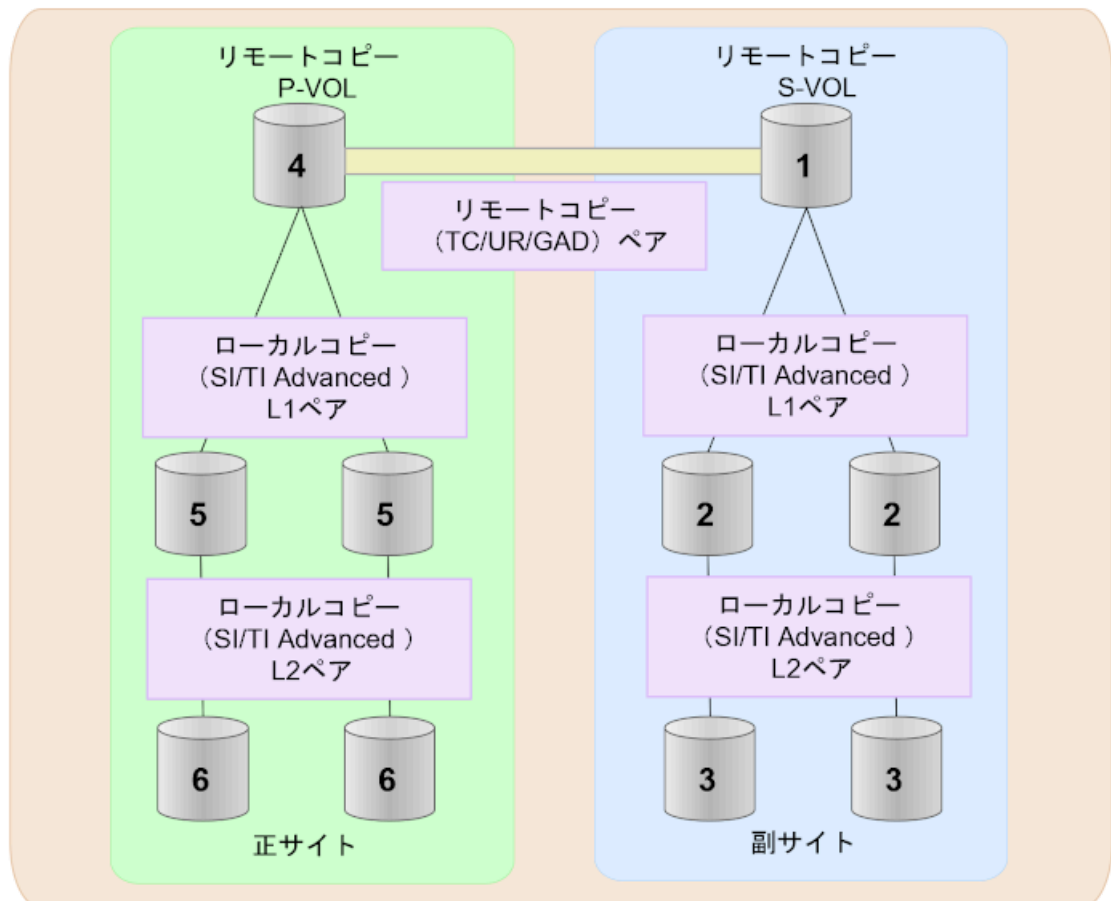 リモートコピー
P-VOL
リモートコピー
S-VOL
4
1
リモートコピー
（TC/UR/GAD）ペア
ローカルコピー
（SI/TI Advanced ）
L1ペア
ローカルコピー
（SI/TI Advanced ）
L1ペア
5
5
2
2
ローカルコピー
（SI/TI Advanced ）
L2ペア
ローカルコピー
（SI/TI Advanced ）
L2ペア
6
6
3
3
正サイト
副サイト